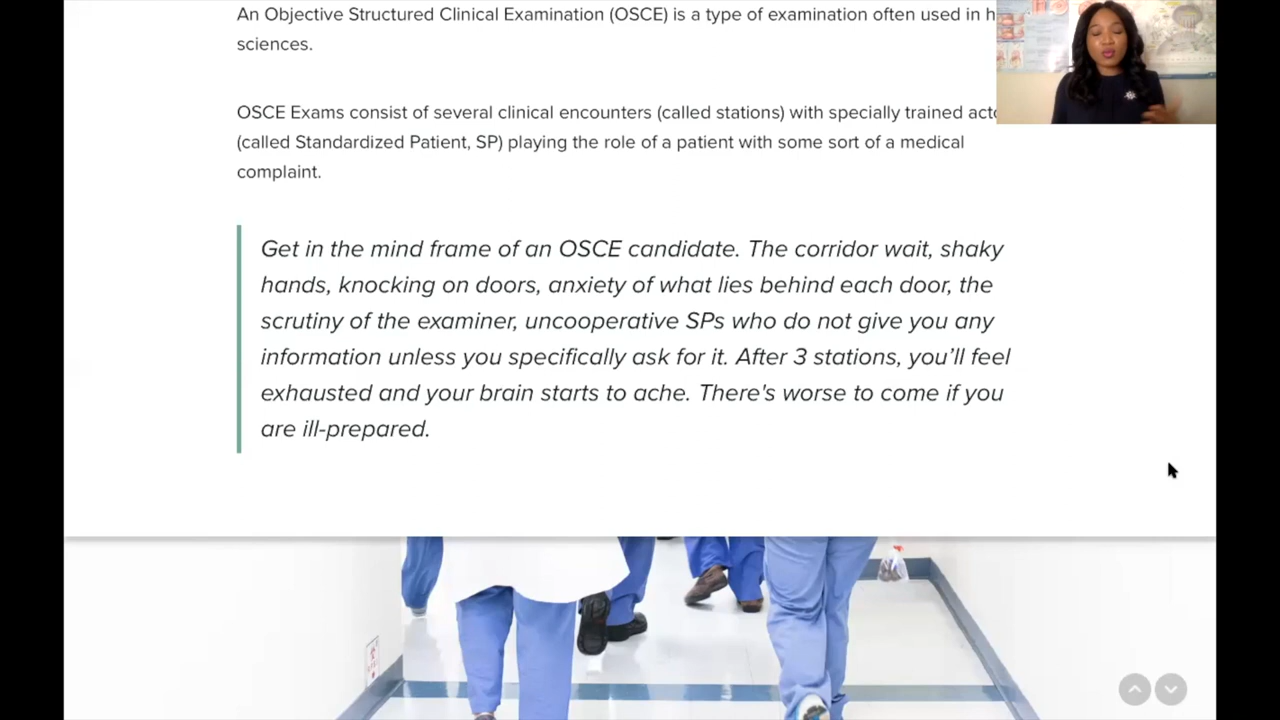 An Objective Structured Clinical Examination (OSCE) is a type of examination often used in h
sciences.
OSCE Exams consist of several clinical encounters (called stations) with specially trained act
(called Standardized Patient, SP) playing the role of a patient with some sort of a medical
complaint.
Get in the mind frame of an OSCE candidate. The corridor wait, shaky
hands, knocking on doors, anxiety of what lies behind each door, the
scrutiny of the examiner, uncooperative SPs who do not give you any
information unless you specifically ask for it. After 3 stations, you’ll feel
exhausted and your brain starts to ache. There's worse to come if you
are ill-prepared.